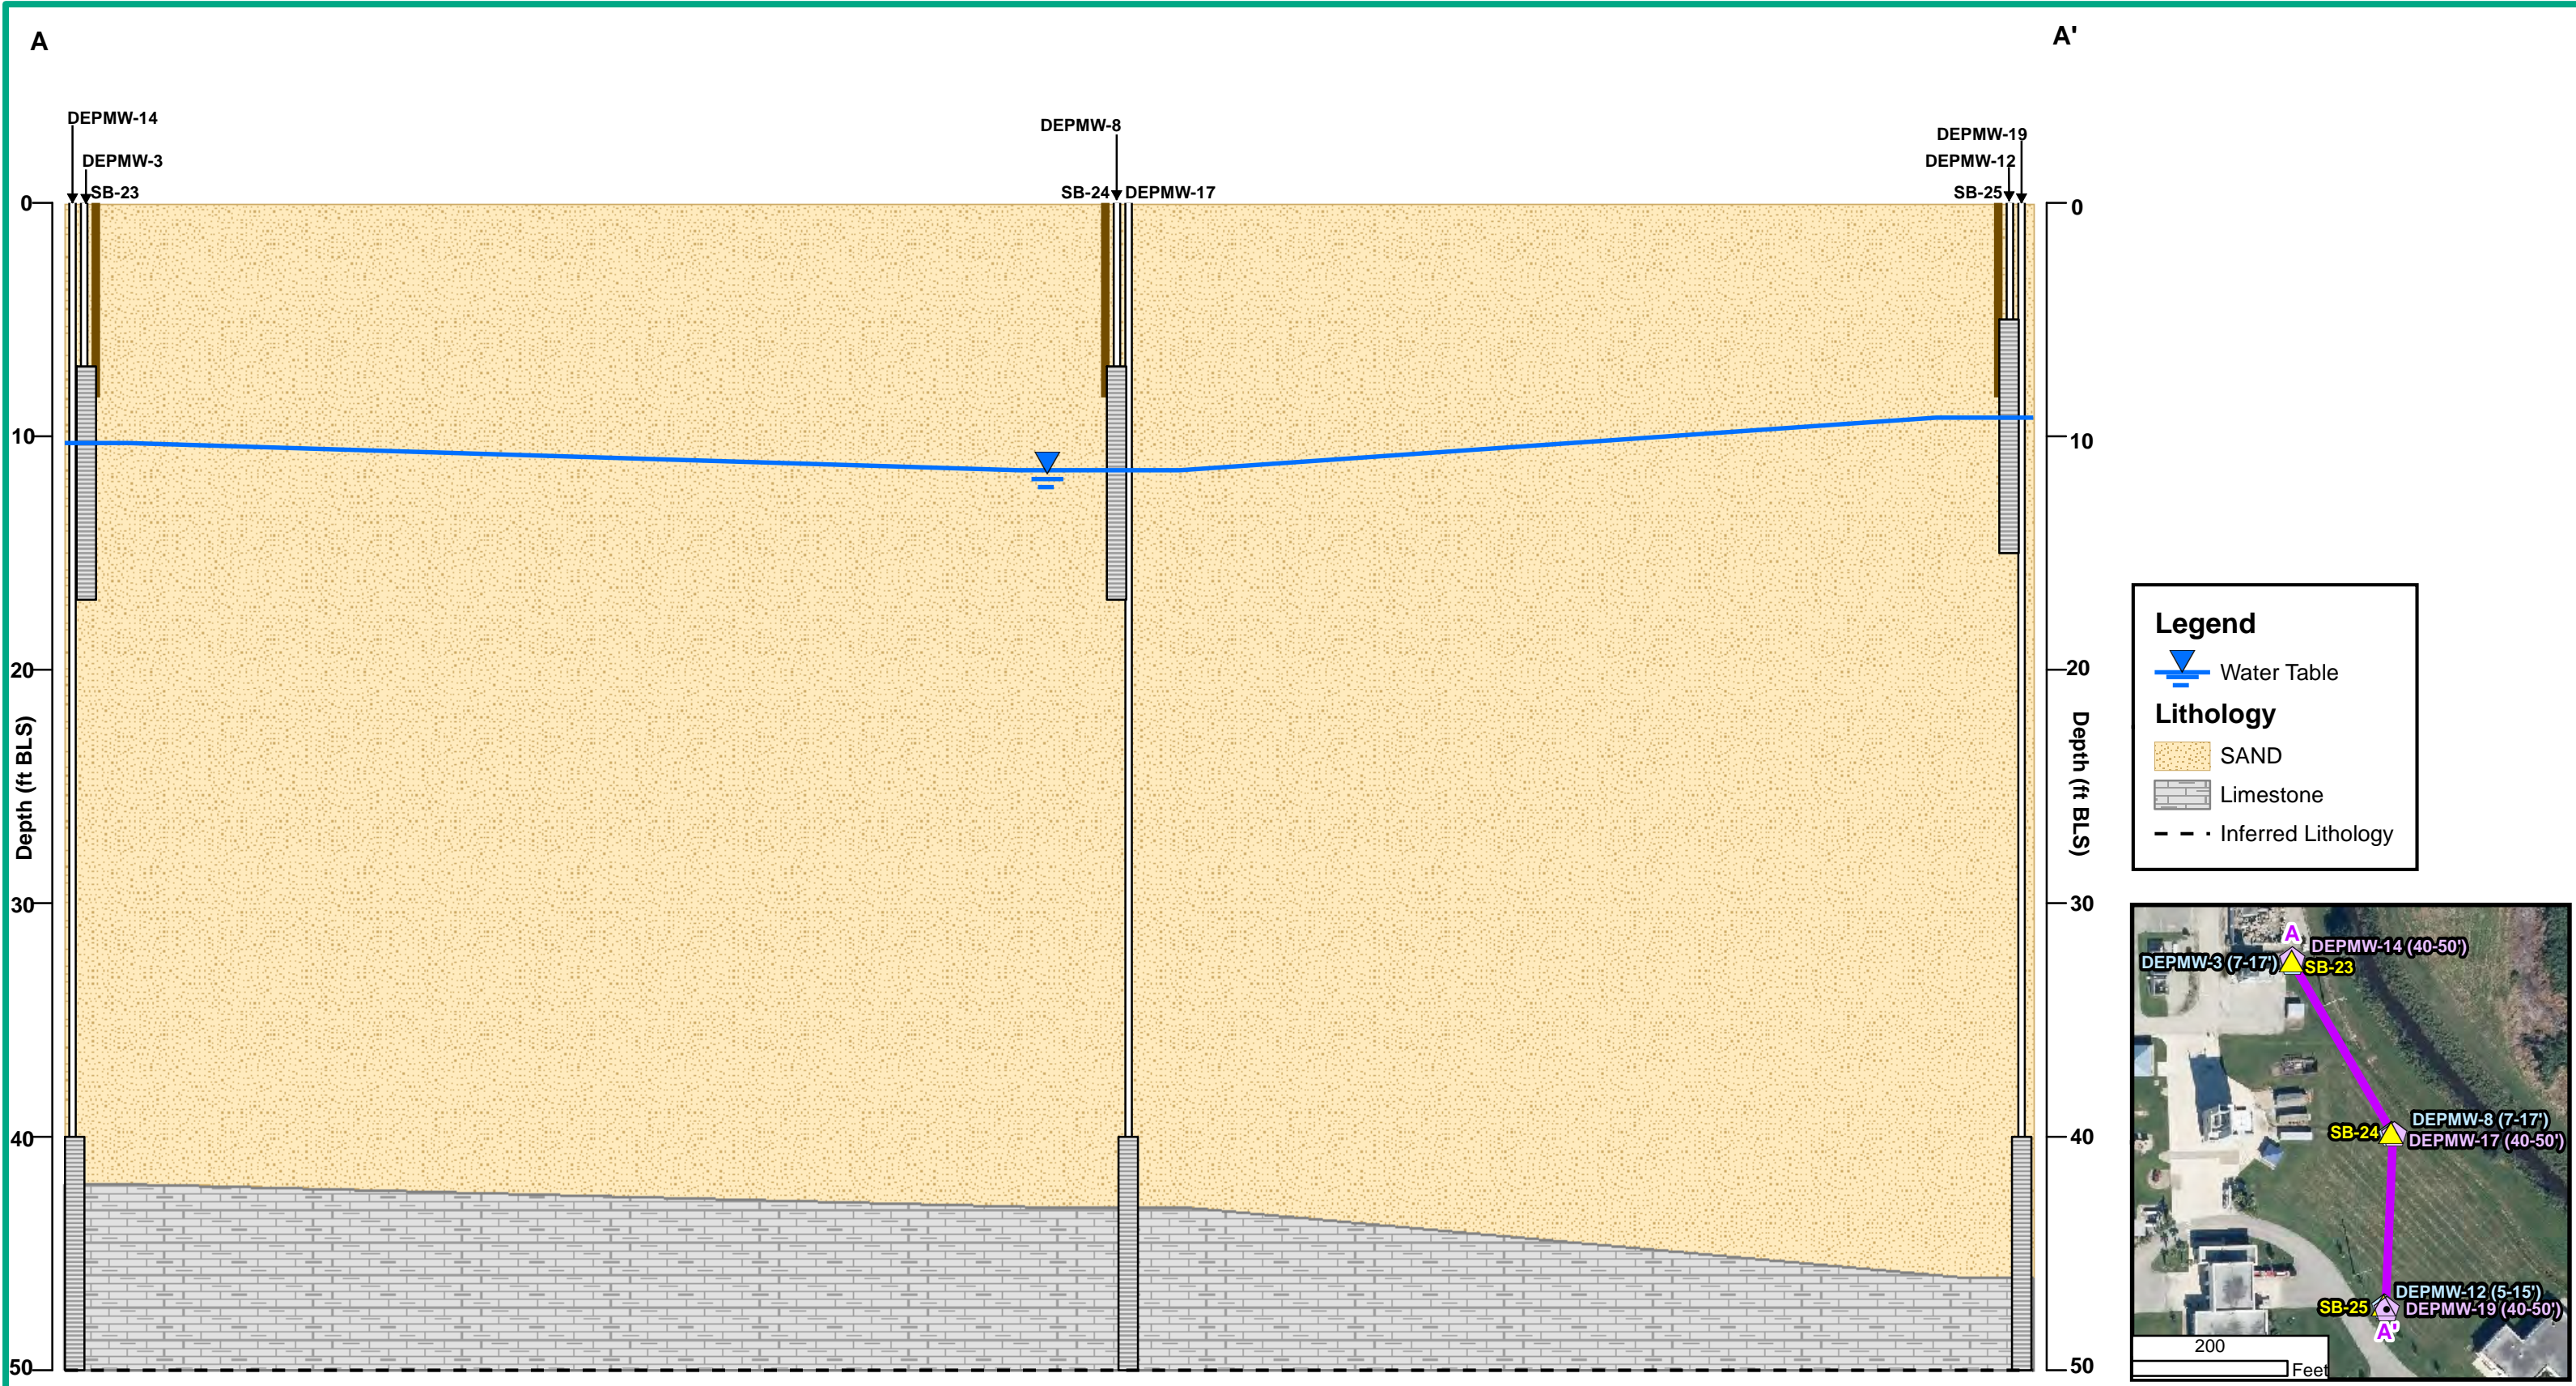 A
A'
DEPMW-14
DEPMW-3
SB-23
DEPMW-8
SB-24
DEPMW-17
DEPMW-19
DEPMW-12
SB-25
0
10
20
30
40
50
Depth (ft BLS)
0
10
20
30
40
50
Depth (ft BLS)
Legend
Water Table
Lithology
SAND
Limestone
Inferred Lithology
A
DEPMW-14 (40-50')
DEPMW-3 (7-17')
SB-23
DEPMW-8 (7-17')
SB-24
DEPMW-17 (40-50')
DEPMW-12 (5-15')
SB-25
DEPMW-19 (40-50')
A'
200
Feet